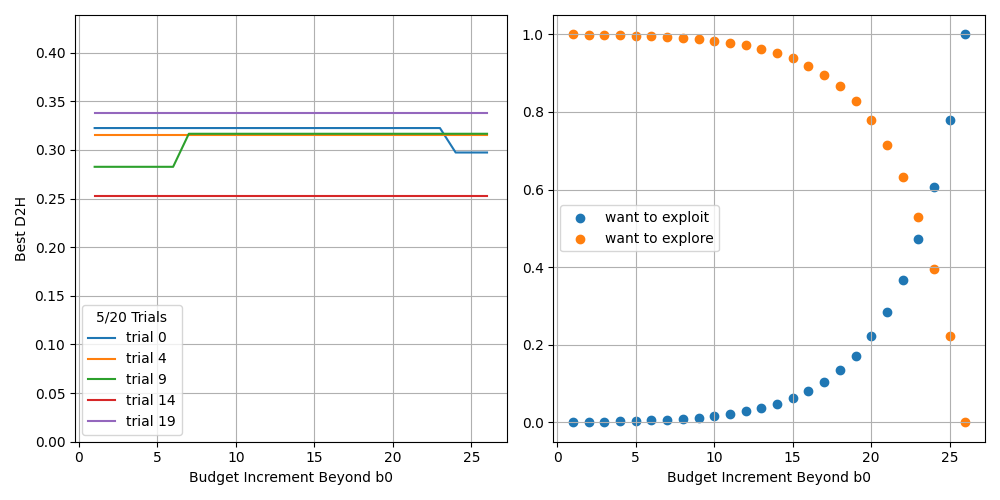 0.40
0.35
0.30
0.25
0.20
0.15
0.10
0.05
0.00
Best D2H
5/20 Trials
trial 0
trial 4
trial 9
trial 14
trial 19
0 5 10 15 20 25
Budget Increment Beyond b0
1.0
0.8
0.6
0.4
0.2
0.0
want to exploit
want to explore
0 5 10 15 20 25
Budget Increment Beyond b0